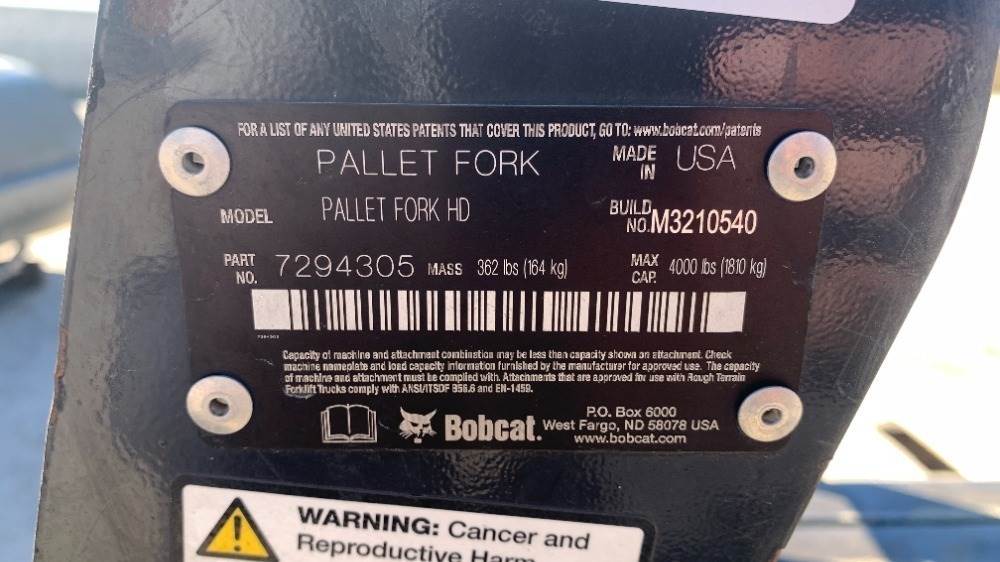 FOR A LIST OF ANY UNITED STATES PATENTS THAT COVER THIS PRODUCT, GO TO: www.bobcat.com/patents
PALLET FORK MADE IN USA
MODEL PALLET FORK HD BUILD NO. M3210540
PART NO. 7294305 MASS 362 lbs (164 kg) MAX CAP. 4000 lbs (1810 kg)
Capacity of machine and attachment combination may be less than capacity shown on attachment. Check
machine nameplate and load capacity information furnished by the manufacturer for approved use. The capacity
of machine and attachment must be complied with. Attachments that are approved for use with Rough Terrain
Forklift Trucks comply with ANSI/ITSDF B56.6 and EN-1459.
Bobcat.
P.O. Box 6000
West Fargo, ND 58078 USA
www.bobcat.com
WARNING: Cancer and
Reproductive Harm